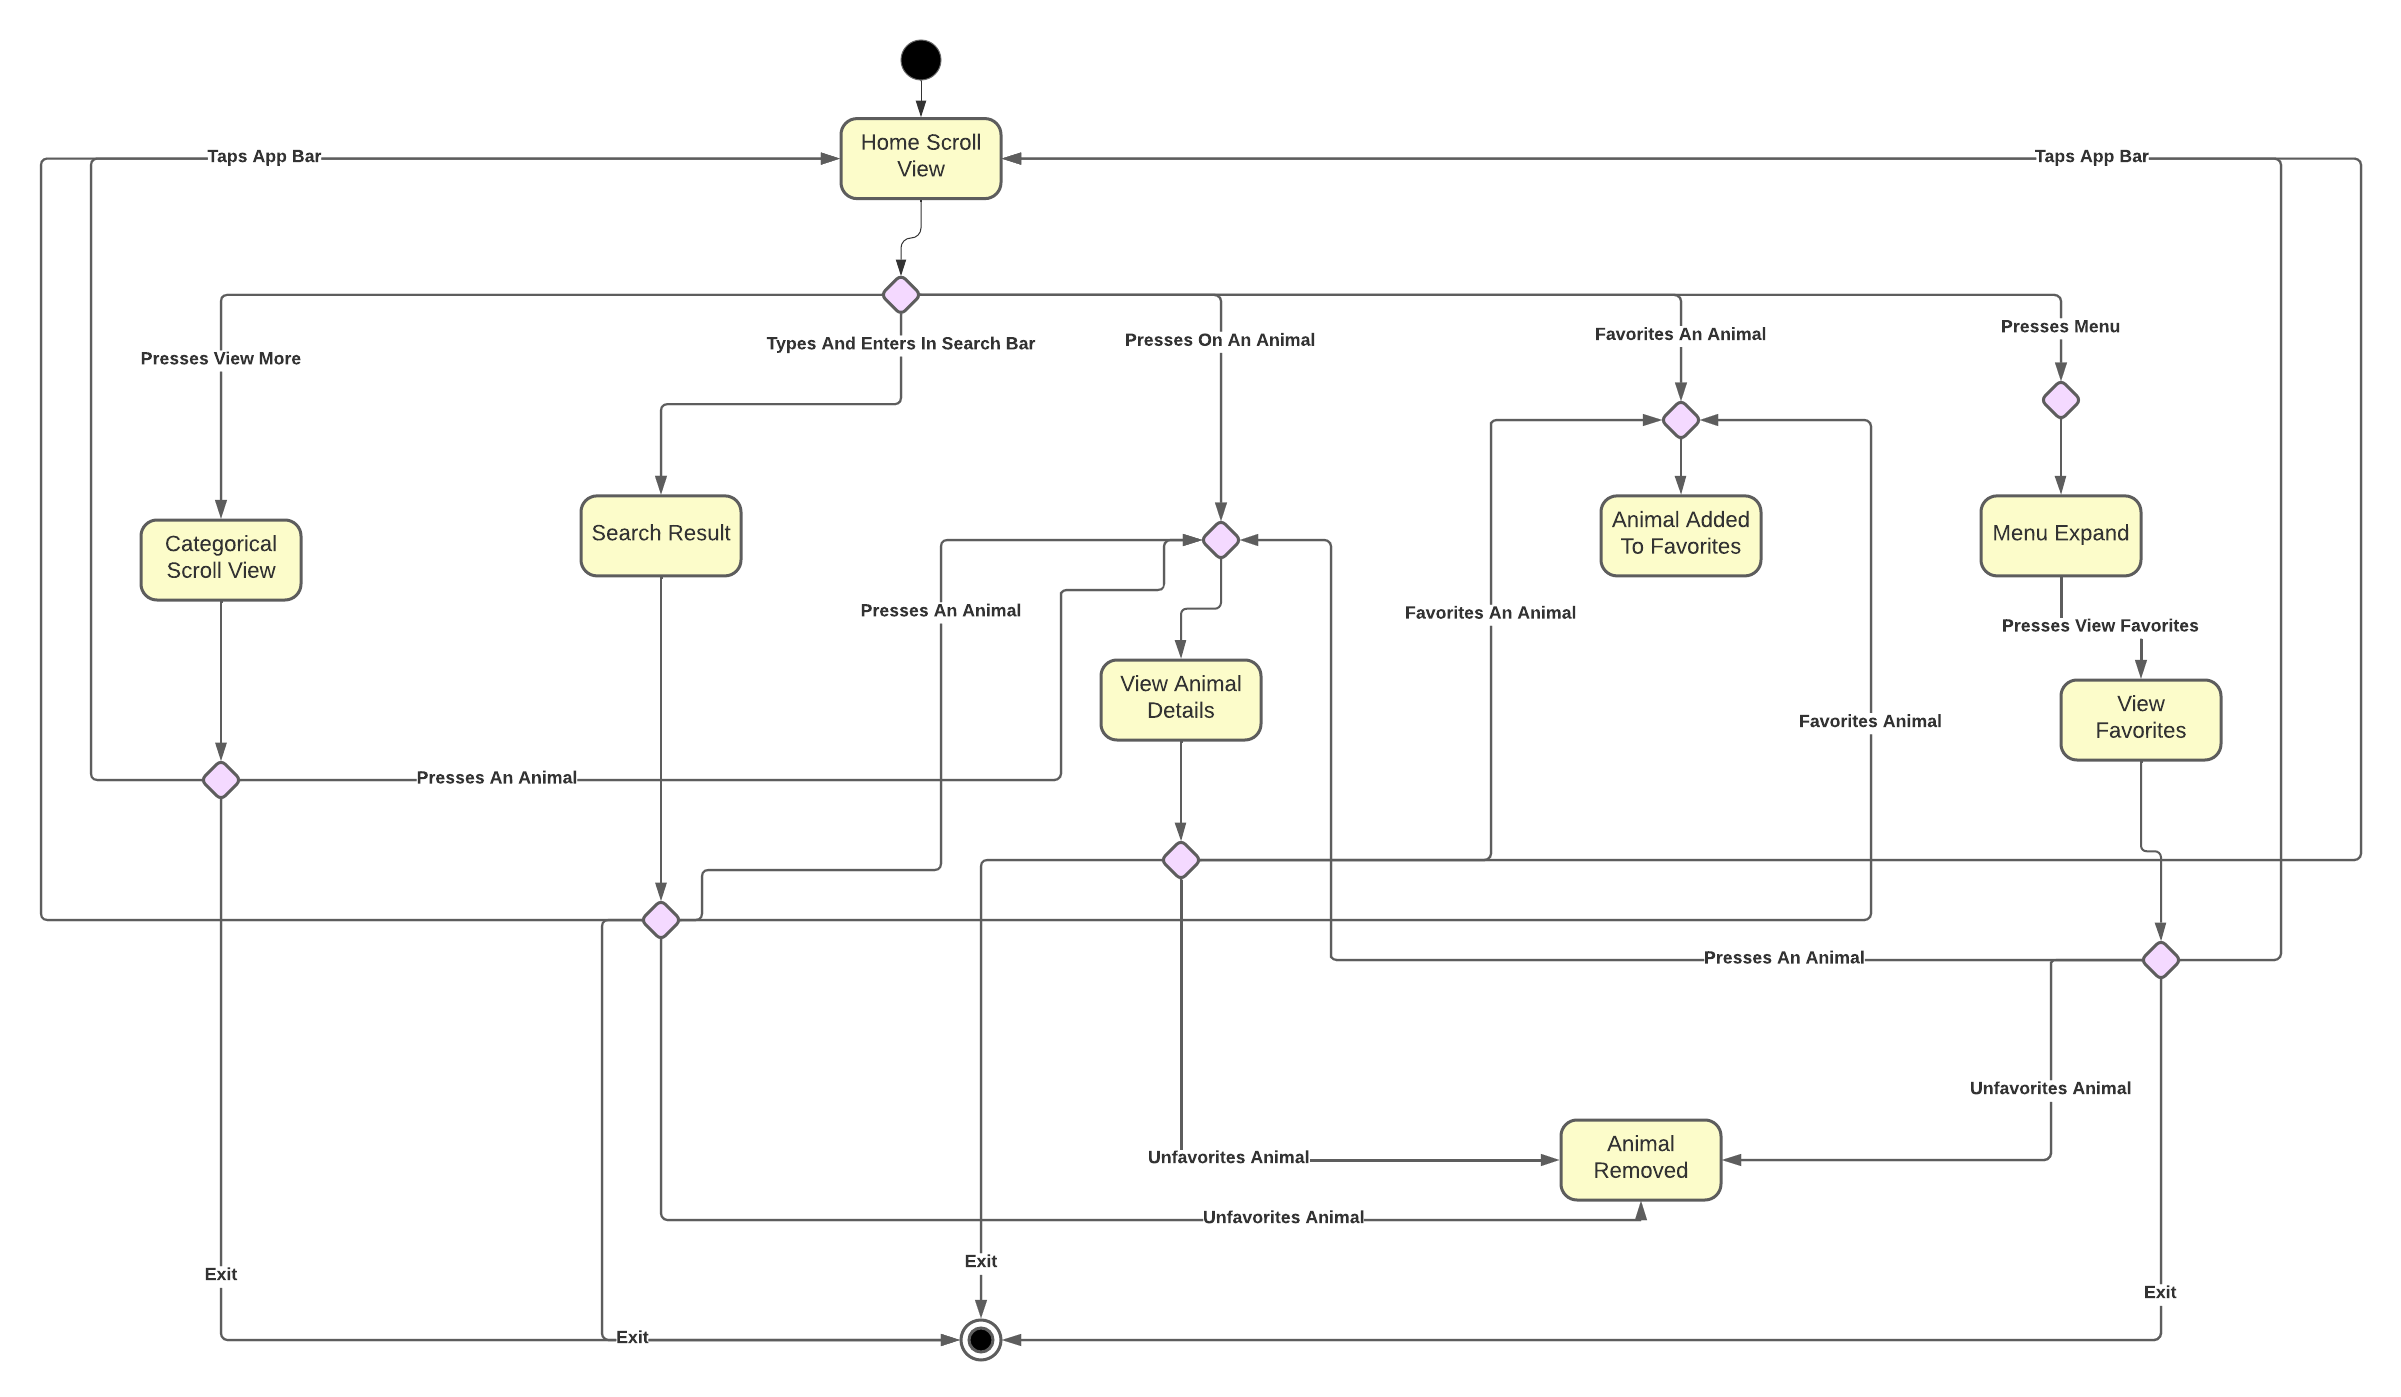 Home Scroll
View
Taps App Bar
Taps App Bar
Presses View More
Types And Enters In Search Bar
Presses On An Animal
Favorites An Animal
Presses Menu
Categorical
Scroll View
Search Result
Animal Added
To Favorites
Menu Expand
Presses An Animal
Favorites An Animal
Presses View Favorites
View Animal
Details
Favorites Animal
View
Favorites
Presses An Animal
Presses An Animal
Unfavorites Animal
Unfavorites Animal
Animal
Removed
Unfavorites Animal
Exit
Exit
Exit
Exit